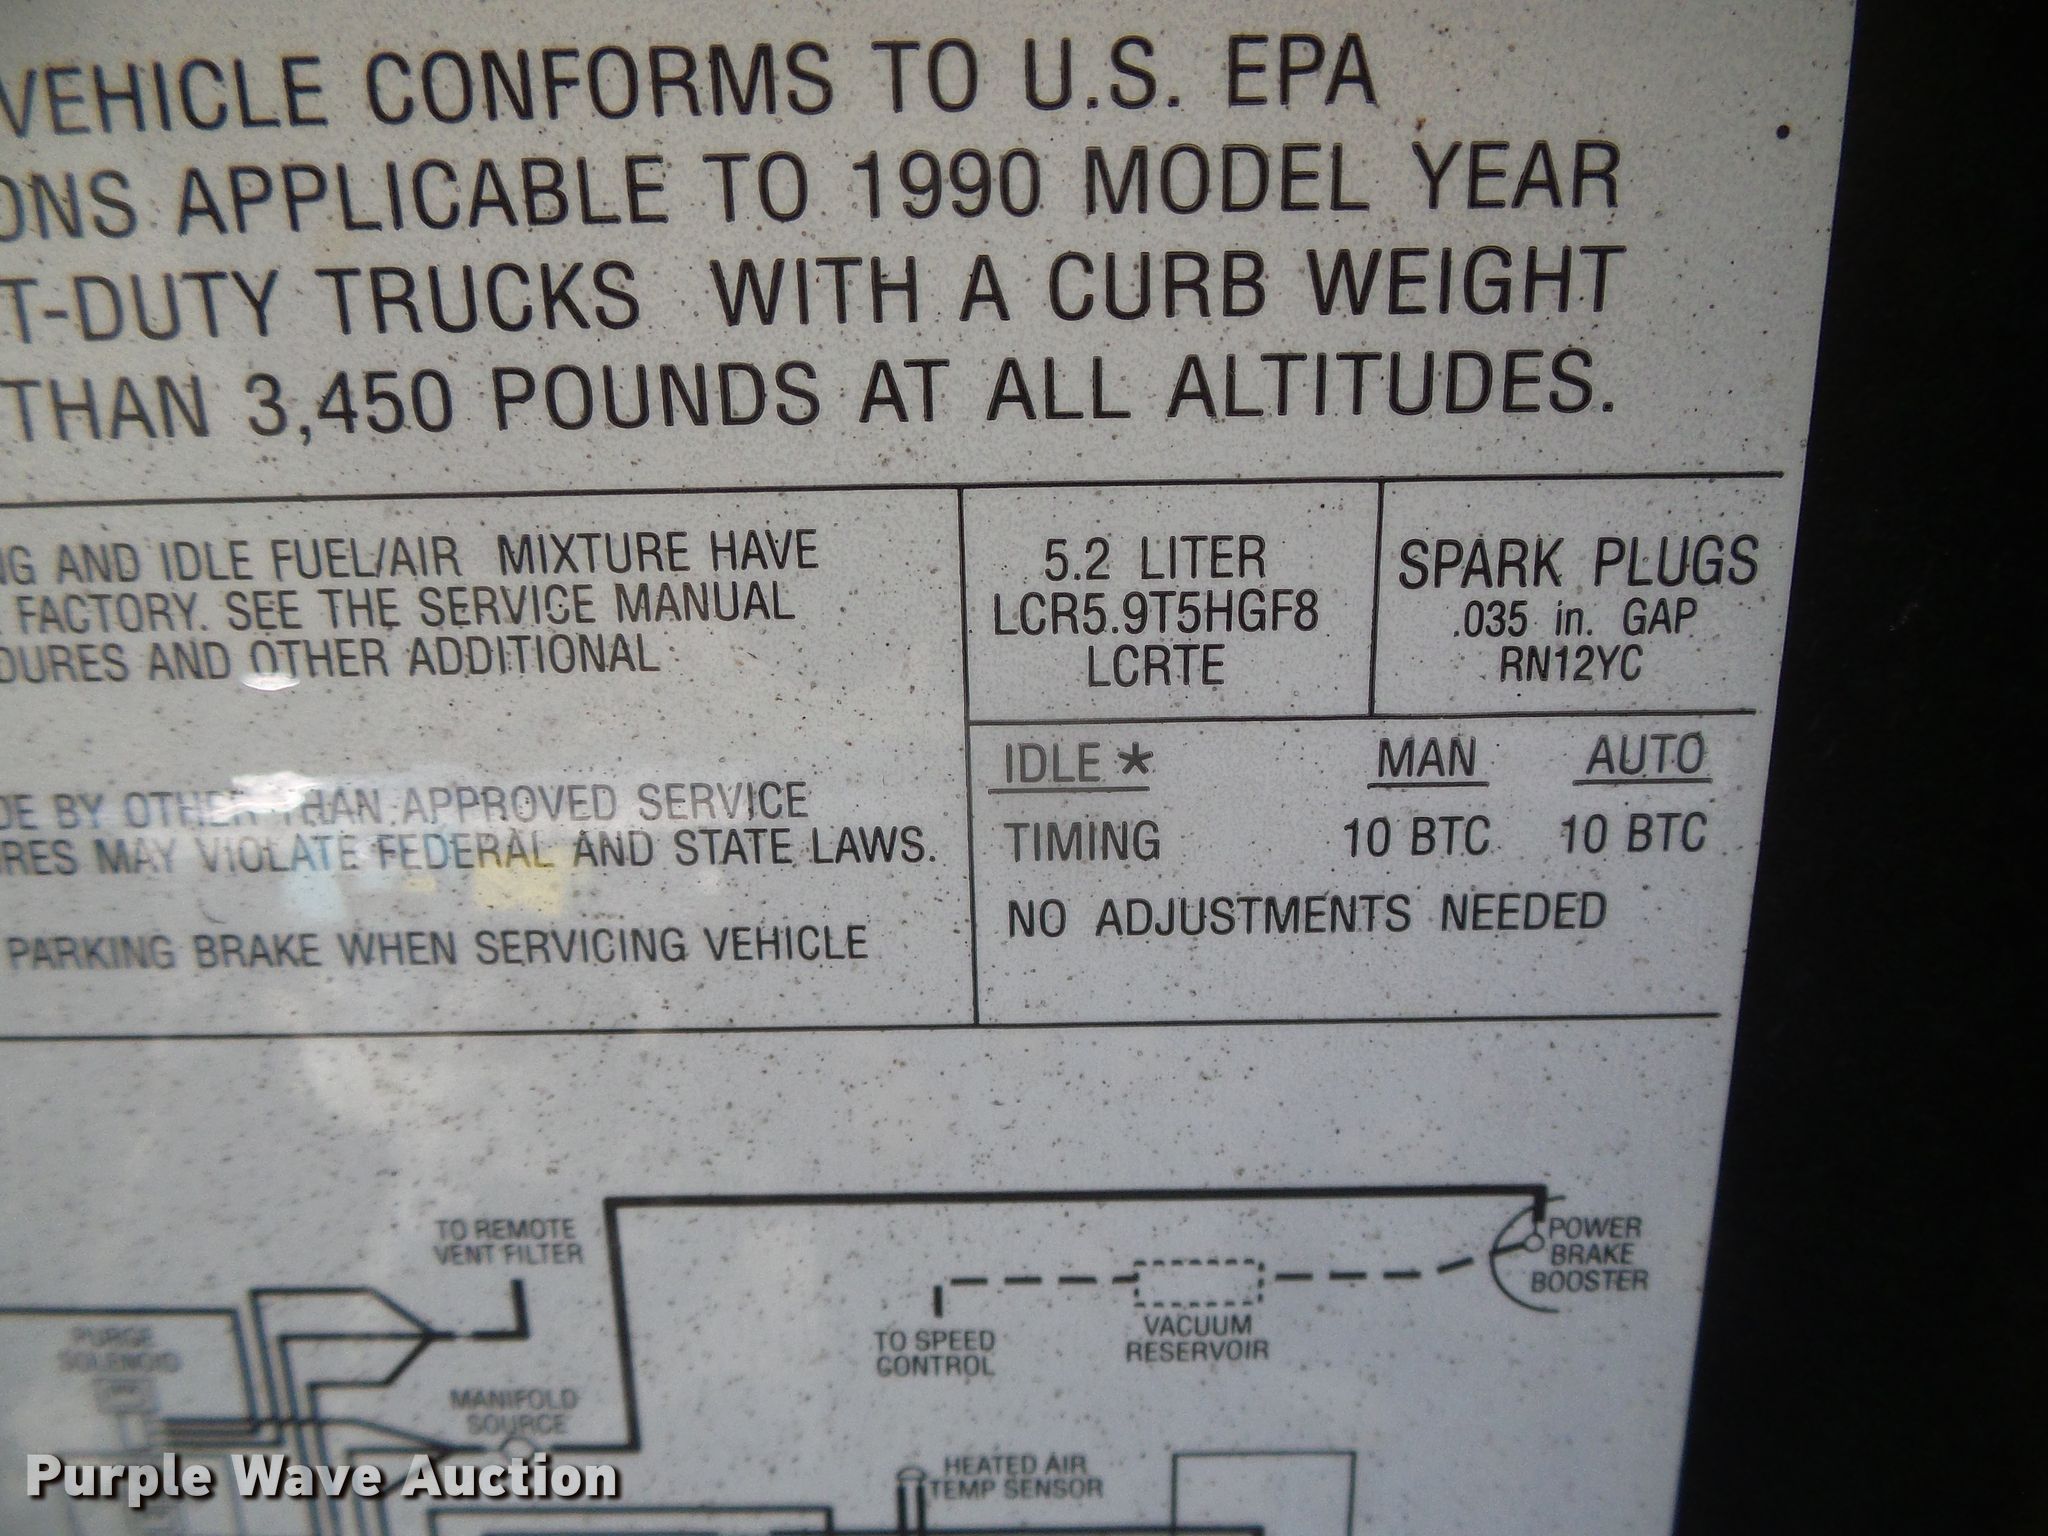 VEHICLE CONFORMS TO U.S. EPA
ONS APPLICABLE TO 1990 MODEL YEAR
T-DUTY TRUCKS WITH A CURB WEIGHT
THAN 3,450 POUNDS AT ALL ALTITUDES.
NG AND IDLE FUEL/AIR MIXTURE HAVE
FACTORY. SEE THE SERVICE MANUAL
DURES AND OTHER ADDITIONAL
5.2 LITER
LCR5.9T5HGF8
LCRTE
SPARK PLUGS
.035 in. GAP
RN12YC
DE BY OTHER THAN APPROVED SERVICE
RES MAY VIOLATE FEDERAL AND STATE LAWS.
PARKING BRAKE WHEN SERVICING VEHICLE
IDLE * MAN AUTO
TIMING 10 BTC 10 BTC
NO ADJUSTMENTS NEEDED
TO REMOTE
VENT FILTER
POWER
BRAKE
BOOSTER
PURGE
SOLENOID
TO SPEED
CONTROL
VACUUM
RESERVOIR
MANIFOLD
SOURCE
HEATED AIR
TEMP SENSOR
Purple Wave Auction